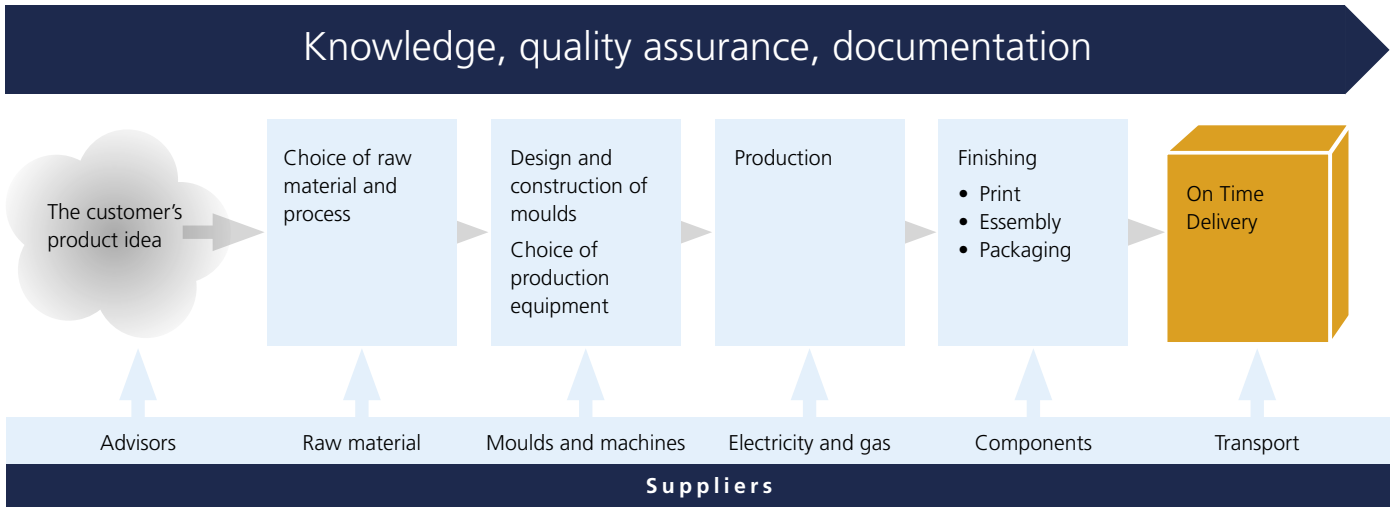 Knowledge, quality assurance, documentation
The customer’s
product idea
Choice of raw
material and
process
Design and
construction of
moulds
Choice of
production
equipment
Production
Finishing
• Print
• Essembly
• Packaging
On Time
Delivery
Advisors
Raw material
Moulds and machines
Electricity and gas
Components
Transport
Suppliers